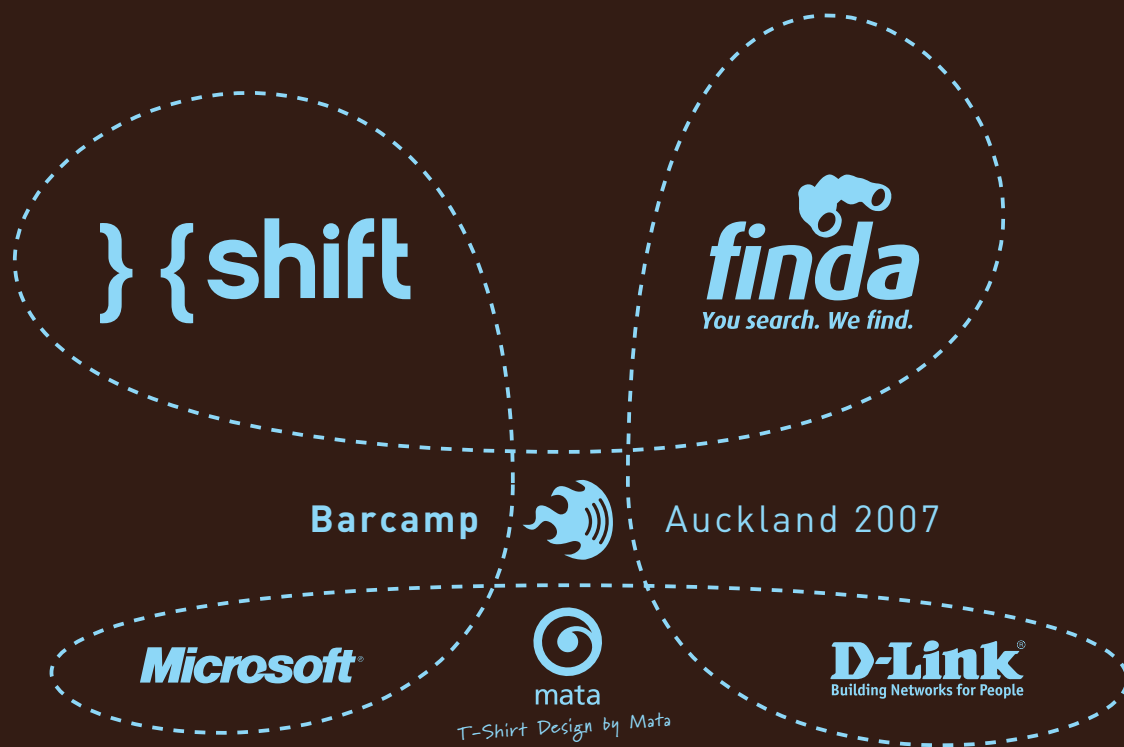 } { shift
finda
You search. We find.
Barcamp Auckland 2007
Microsoft®
mata
D-Link®
Building Networks for People
T-Shirt Design by Mata